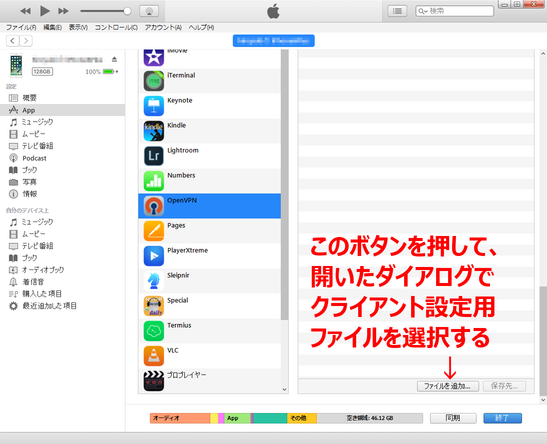 検索
ファイル(F) 編集(E) 表示(V) コントロール(C) アカウント(A) ヘルプ(H)
128GB 100%
設定
概要
App
ミュージック
ムービー
テレビ番組
Podcast
ブック
写真
情報
自分のデバイス上
ミュージック
ムービー
テレビ番組
ブック
オーディオブック
着信音
購入した項目
最近追加した項目
iMovie
iTerminal
Keynote
Kindle
Lightroom
Numbers
OpenVPN
Pages
PlayerXtreme
Sleipnir
Special
Termius
VLC
プロプレイヤー
このボタンを押して、
開いたダイアログで
クライアント設定用
ファイルを選択する
↓
ファイルを追加... 保存先...
オーディオ App その他 空き領域: 46.12 GB 同期 終了